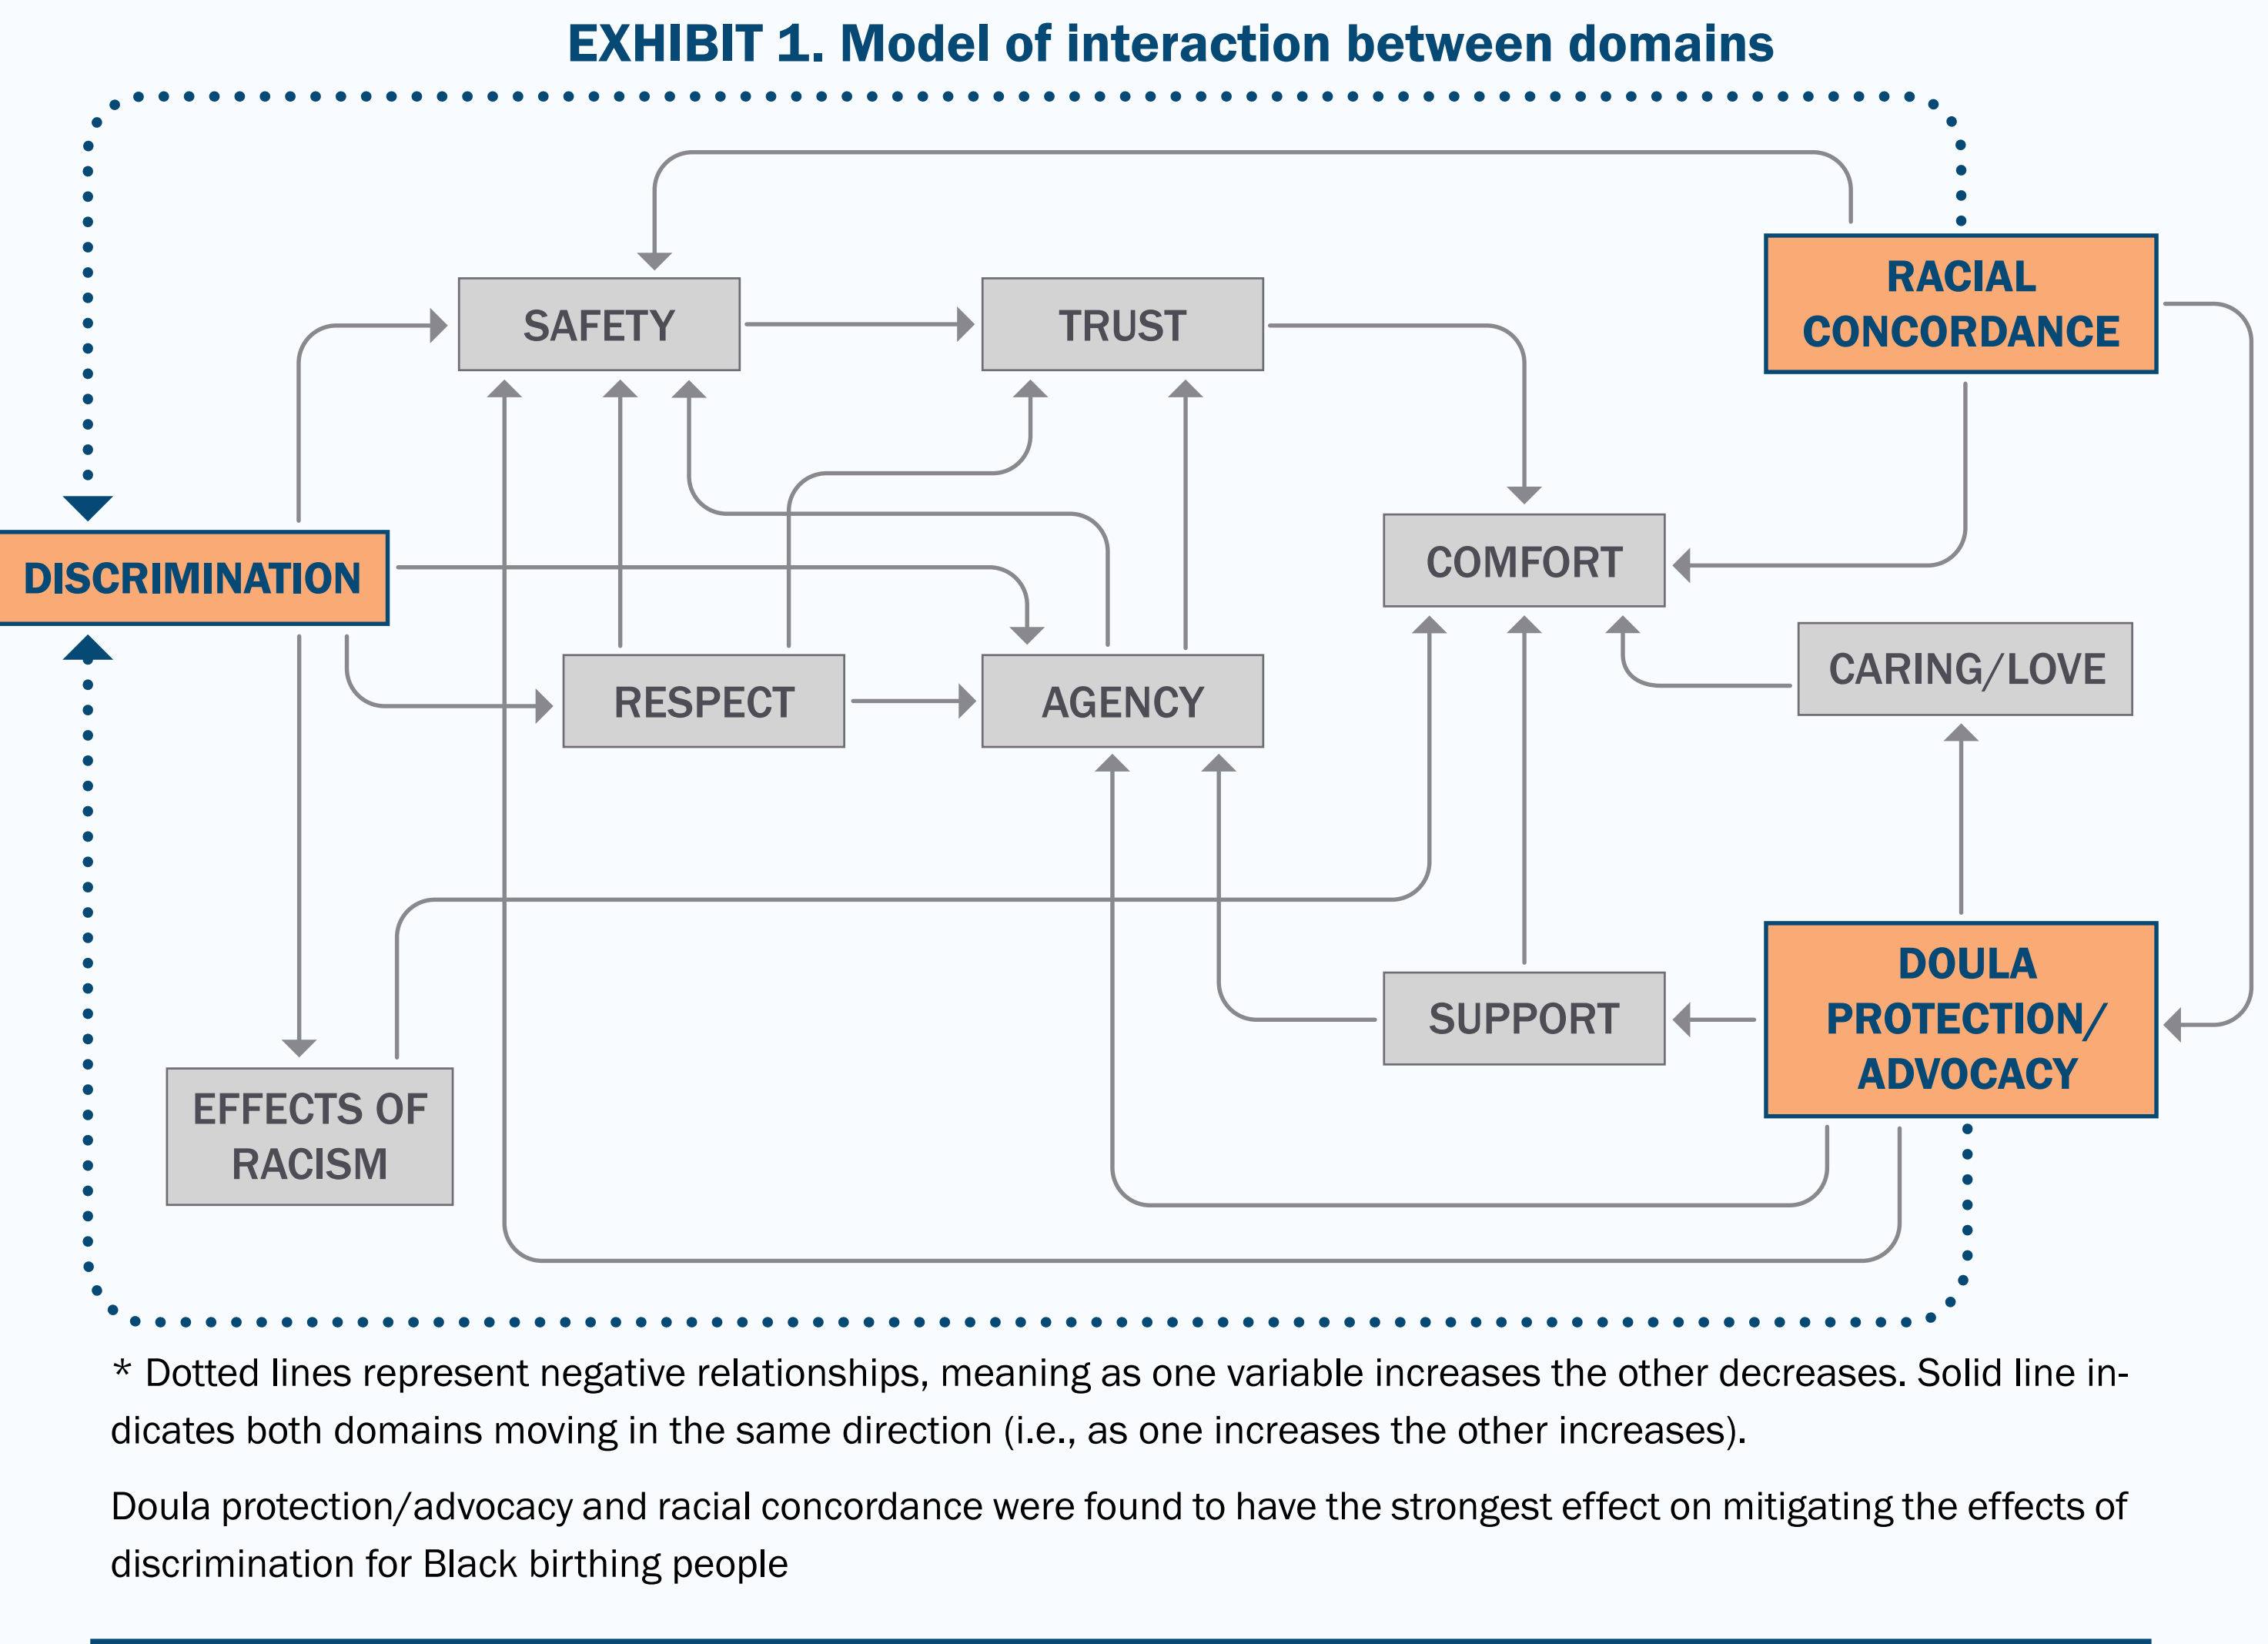 EXHIBIT 1. Model of interaction between domains
RACIAL
CONCORDANCE
SAFETY
TRUST
DISCRIMINATION
COMFORT
CARING/LOVE
RESPECT
AGENCY
DOULA
PROTECTION/
ADVOCACY
SUPPORT
EFFECTS OF
RACISM
* Dotted lines represent negative relationships, meaning as one variable increases the other decreases. Solid line in-
dicates both domains moving in the same direction (i.e., as one increases the other increases).
Doula protection/advocacy and racial concordance were found to have the strongest effect on mitigating the effects of
discrimination for Black birthing people